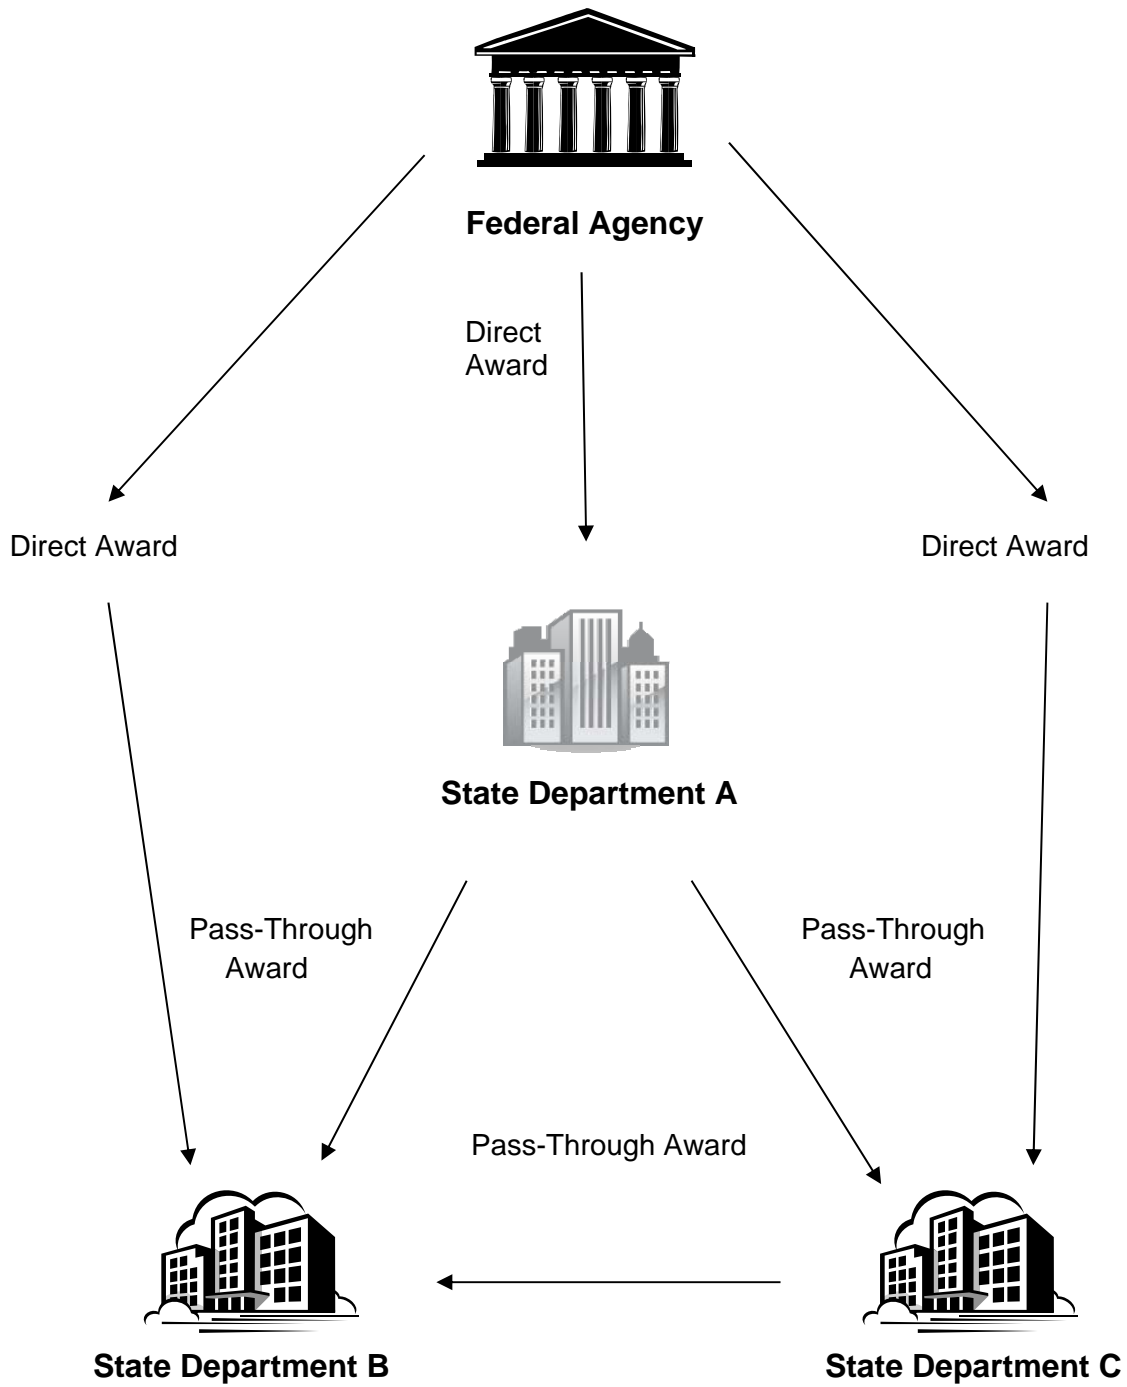 Federal Agency
Direct
Award
Direct Award
Direct Award
State Department A
Pass-Through
Award
Pass-Through
Award
Pass-Through Award
State Department B
State Department C